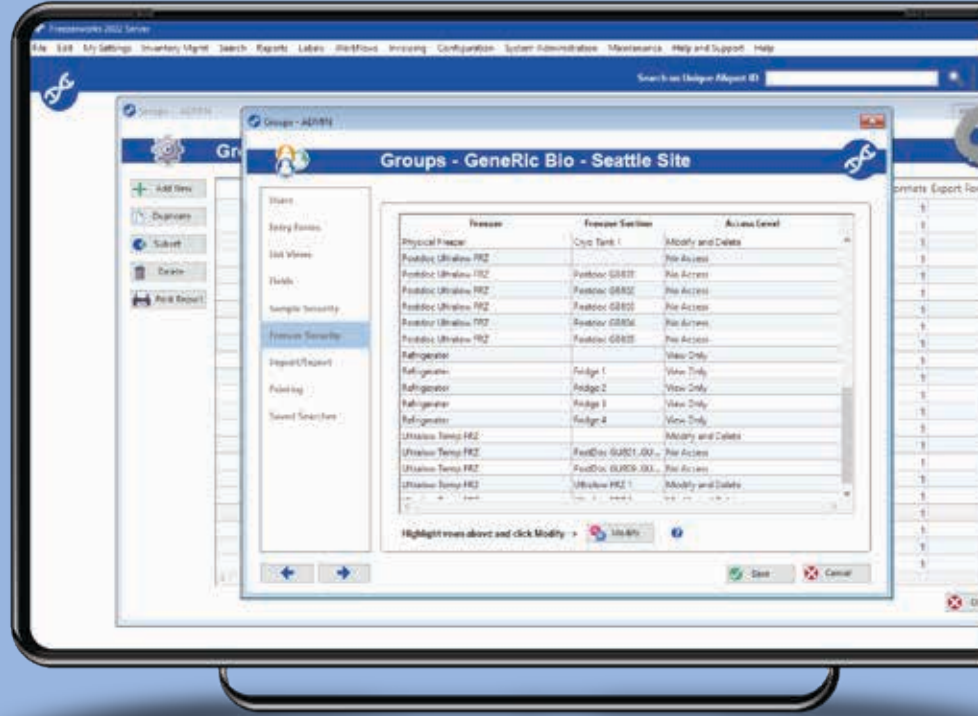 Freezerworks 2022 Server
File Edit My Settings Inventory Mgmt Search Reports Labels Workflows Invoicing Configuration System Administration Maintenance Help and Support Help
Search on Unique Aliquot ID
Groups - ADMIN
Gr
Add New
Duplicate
Subset
Delete
Print Report
Groups - ADMIN
Groups - GeneRic Bio - Seattle Site
Users
Entry Forms
List Views
Fields
Sample Security
Freezer Security
Import/Export
Printing
Saved Searches
Freezer Freezer Section Access Level
Physical Freezer Cryo Tank 1 Modify and Delete
Postdoc Ultralow FRZ No Access
Postdoc Ultralow FRZ Postdoc No Access
Postdoc Ultralow FRZ Postdoc No Access
Postdoc Ultralow FRZ Postdoc No Access
Postdoc Ultralow FRZ Postdoc No Access
Postdoc Ultralow FRZ Postdoc No Access
Refrigerator View Only
Refrigerator Fridge 1 View Only
Refrigerator Fridge 2 View Only
Refrigerator Fridge 3 View Only
Refrigerator Fridge 4 View Only
Ultralow Temp FRZ Modify and Delete
Ultralow Temp FRZ PostDoc No Access
Ultralow Temp FRZ PostDoc No Access
Ultralow Temp FRZ Ultralow FRZ 1 Modify and Delete
Highlight rows above and click Modify -> Modify
Save Cancel